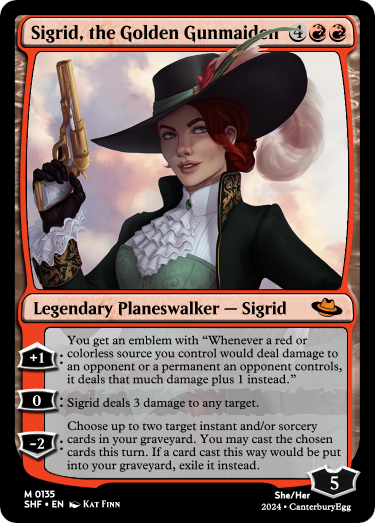 Sigrid, the Golden Gunmaiden 4
Legendary Planeswalker — Sigrid
You get an emblem with “Whenever a red or
colorless source you control would deal damage to
an opponent or a permanent an opponent controls,
+1:
it deals that much damage plus 1 instead.”
0: Sigrid deals 3 damage to any target.
Choose up to two target instant and/or sorcery
cards in your graveyard. You may cast the chosen
-2:
cards this turn. If a card cast this way would be put
into your graveyard, exile it instead.
5
M 0135
She/Her
SHF • EN Kat Finn
2024 • CanterburyEgg